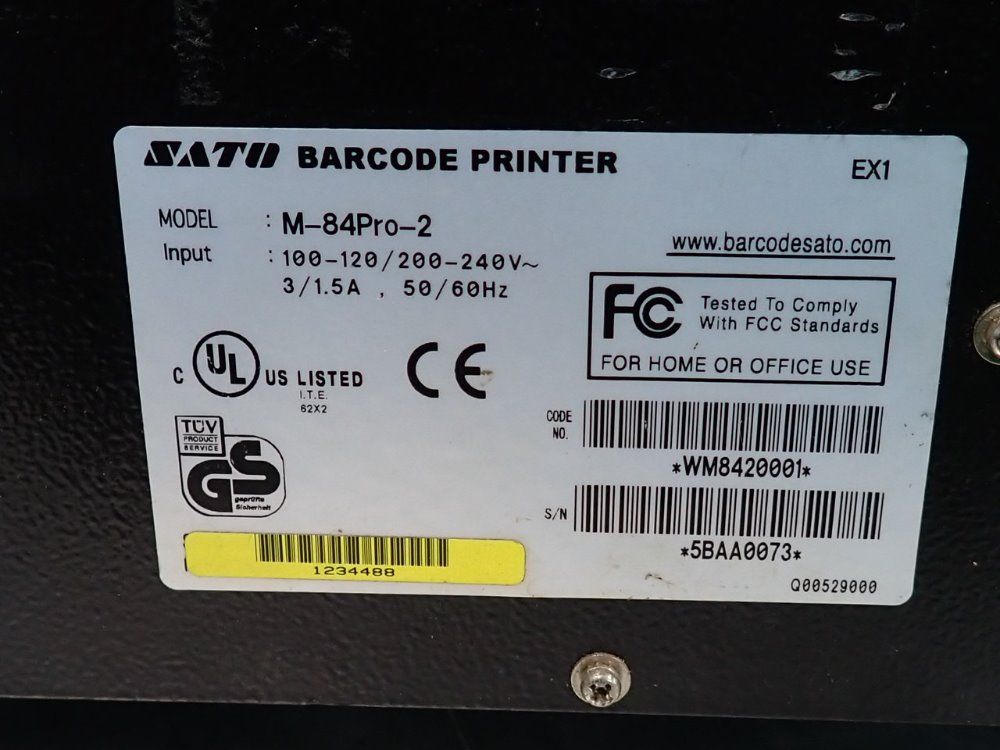 SATO BARCODE PRINTER
EX1
MODEL : M-84Pro-2
Input : 100-120/200-240V~
3/1.5A , 50/60Hz
www.barcodesato.com
FC Tested To Comply
With FCC Standards
FOR HOME OR OFFICE USE
C UL US LISTED
I.T.E.
62X2
CE
TÜV
PRODUCT
SERVICE
GS
geprüfte
Sicherheit
CODE
NO.
*WM8420001*
S/N
*5BAA0073*
1234488
Q00529000